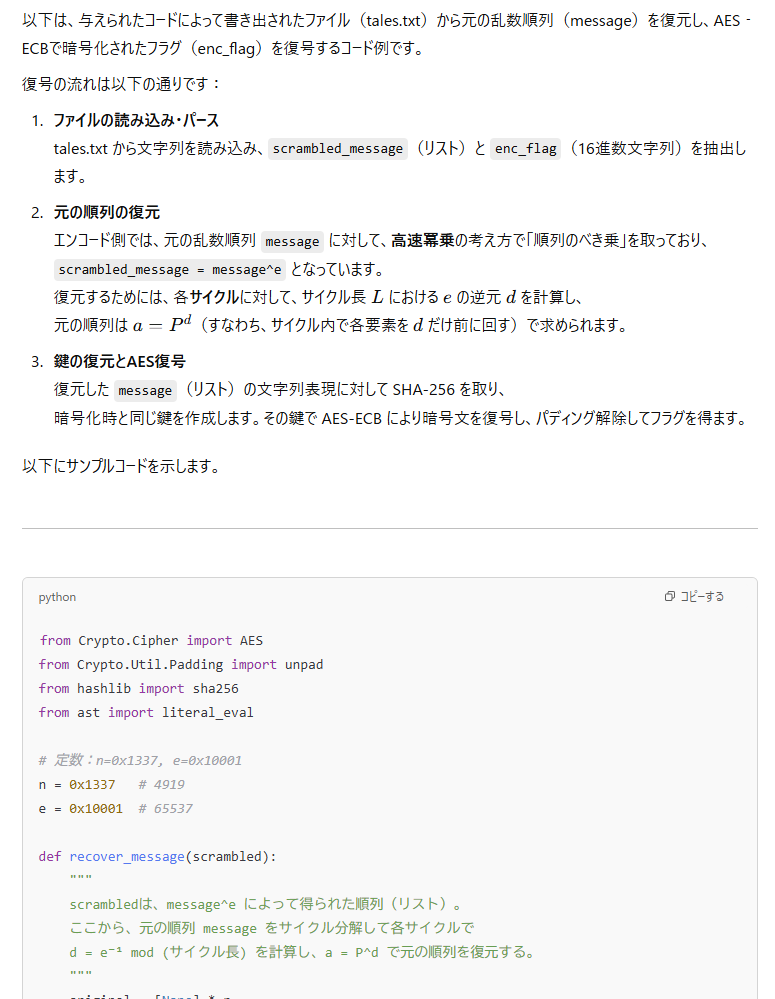 以下は、与えられたコードによって書き出されたファイル（tales.txt）から元の乱数順列（message）を復元し、AES‐
ECBで暗号化されたフラグ（enc_flag）を復号するコード例です。
復号の流れは以下の通りです：
1. ファイルの読み込み・パース
tales.txt から文字列を読み込み、 scrambled_message （リスト）と enc_flag （16進数文字列）を抽出し
ます。
2. 元の順列の復元
エンコード側では、元の乱数順列 message に対して、高速冪乗の考え方で「順列のべき乗」を取っており、
scrambled_message = message^e となっています。
復元するためには、各サイクルに対して、サイクル長 L における e の逆元 d を計算し、
元の順列は a = P^d（すなわち、サイクル内で各要素を d だけ前に回す）で求められます。
3. 鍵の復元とAES復号
復元した message （リスト）の文字列表現に対して SHA-256 を取り、
暗号化時と同じ鍵を作成します。その鍵で AES-ECB により暗号文を復号し、パディング解除してフラグを得ます。
以下にサンプルコードを示します。
python
コピーする
from Crypto.Cipher import AES
from Crypto.Util.Padding import unpad
from hashlib import sha256
from ast import literal_eval
# 定数：n=0x1337, e=0x10001
n = 0x1337   # 4919
e = 0x10001  # 65537
def recover_message(scrambled):
    """
    scrambledは、message^e によって得られた順列（リスト）。
    ここから、元の順列 message をサイクル分解して各サイクルで
    d = e⁻¹ mod (サイクル長) を計算し、a = P^d で元の順列を復元する。
    """
    original = [None] * n